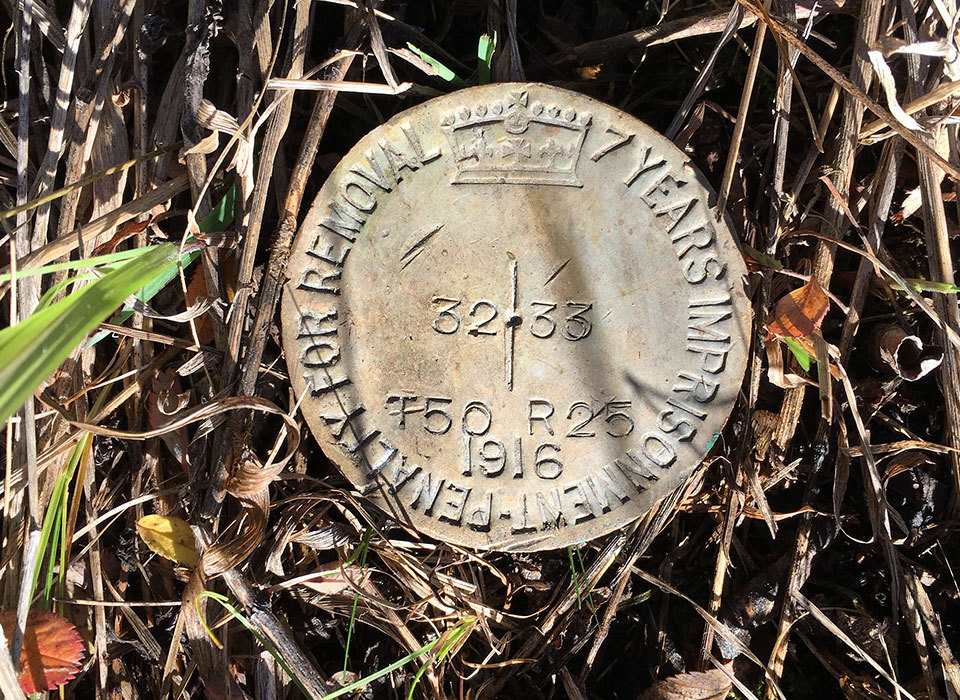 7 YEARS IMPRISONMENT-PENALTY FOR REMOVAL
32 33
T50 R25
1916